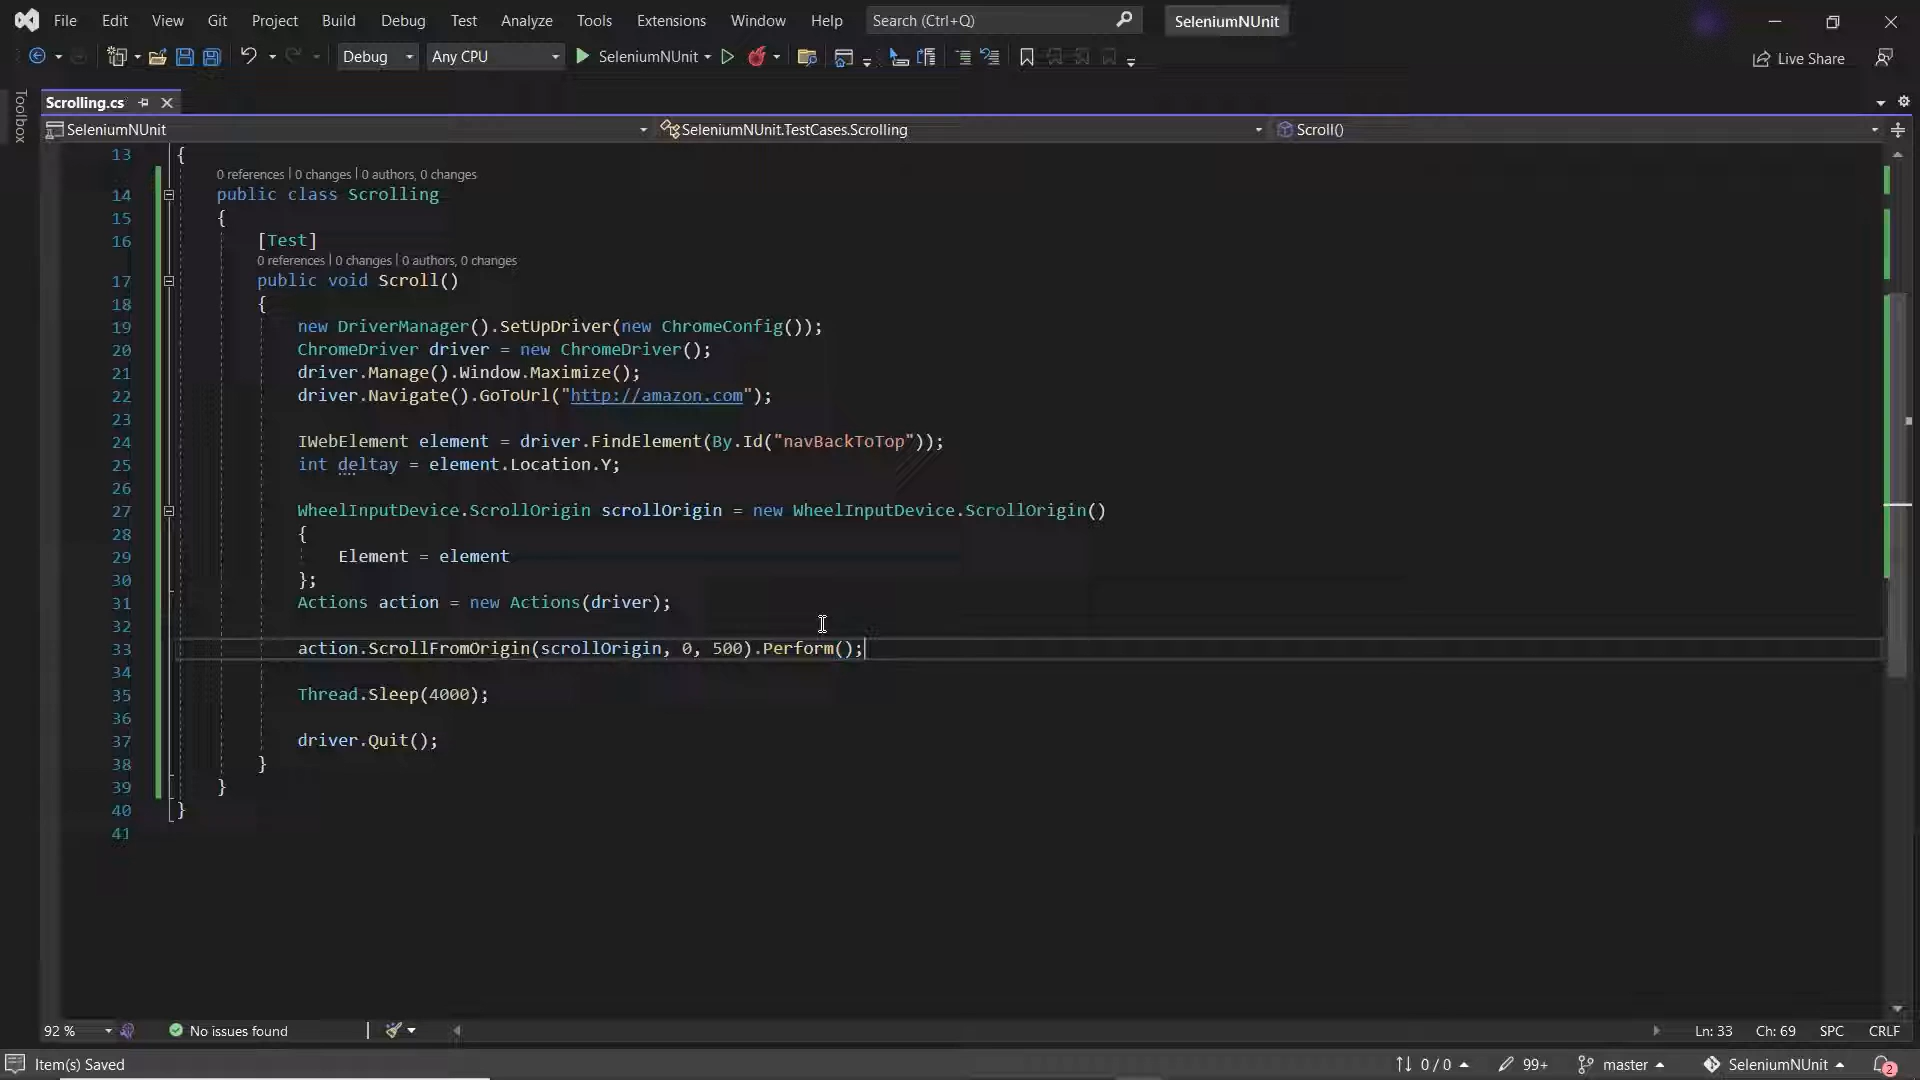 File Edit View Git Project Build Debug Test Analyze Tools Extensions Window Help Search (Ctrl+Q) SeleniumNUnit
Debug Any CPU SeleniumNUnit Live Share
Toolbox
Scrolling.cs
SeleniumNUnit SeleniumNUnit.TestCases.Scrolling Scroll()
13 {
0 references | 0 changes | 0 authors, 0 changes
14 public class Scrolling
15 {
16 [Test]
0 references | 0 changes | 0 authors, 0 changes
17 public void Scroll()
18 {
19 new DriverManager().SetUpDriver(new ChromeConfig());
20 ChromeDriver driver = new ChromeDriver();
21 driver.Manage().Window.Maximize();
22 driver.Navigate().GoToUrl("http://amazon.com");
23
24 IWebElement element = driver.FindElement(By.Id("navBackToTop"));
25 int deltay = element.Location.Y;
26
27 WheelInputDevice.ScrollOrigin scrollOrigin = new WheelInputDevice.ScrollOrigin()
28 {
29 Element = element
30 };
31 Actions action = new Actions(driver);
32
33 action.ScrollFromOrigin(scrollOrigin, 0, 500).Perform();
34
35 Thread.Sleep(4000);
36
37 driver.Quit();
38 }
39 }
40 }
41
92 % No issues found Ln: 33 Ch: 69 SPC CRLF
Item(s) Saved 0 / 0 99+ master SeleniumNUnit 2